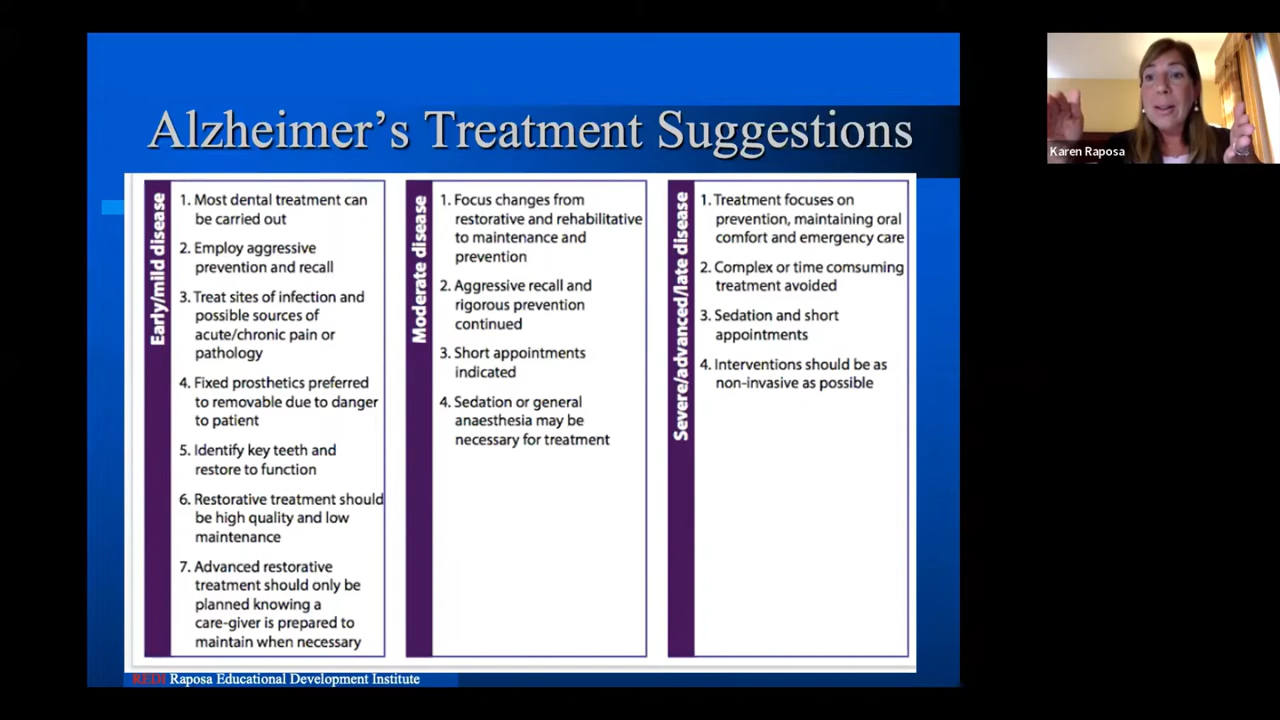 Alzheimer's Treatment Suggestions
Early/mild disease
1. Most dental treatment can
be carried out
2. Employ aggressive
prevention and recall
3. Treat sites of infection and
possible sources of
acute/chronic pain or
pathology
4. Fixed prosthetics preferred
to removable due to danger
to patient
5. Identify key teeth and
restore to function
6. Restorative treatment should
be high quality and low
maintenance
7. Advanced restorative
treatment should only be
planned knowing a
care-giver is prepared to
maintain when necessary
Moderate disease
1. Focus changes from
restorative and rehabilitative
to maintenance and
prevention
2. Aggressive recall and
rigorous prevention
continued
3. Short appointments
indicated
4. Sedation or general
anaesthesia may be
necessary for treatment
Severe/advanced/late disease
1. Treatment focuses on
prevention, maintaining oral
comfort and emergency care
2. Complex or time comsuming
treatment avoided
3. Sedation and short
appointments
4. Interventions should be as
non-invasive as possible
REDI Raposa Educational Development Institute
Karen Raposa